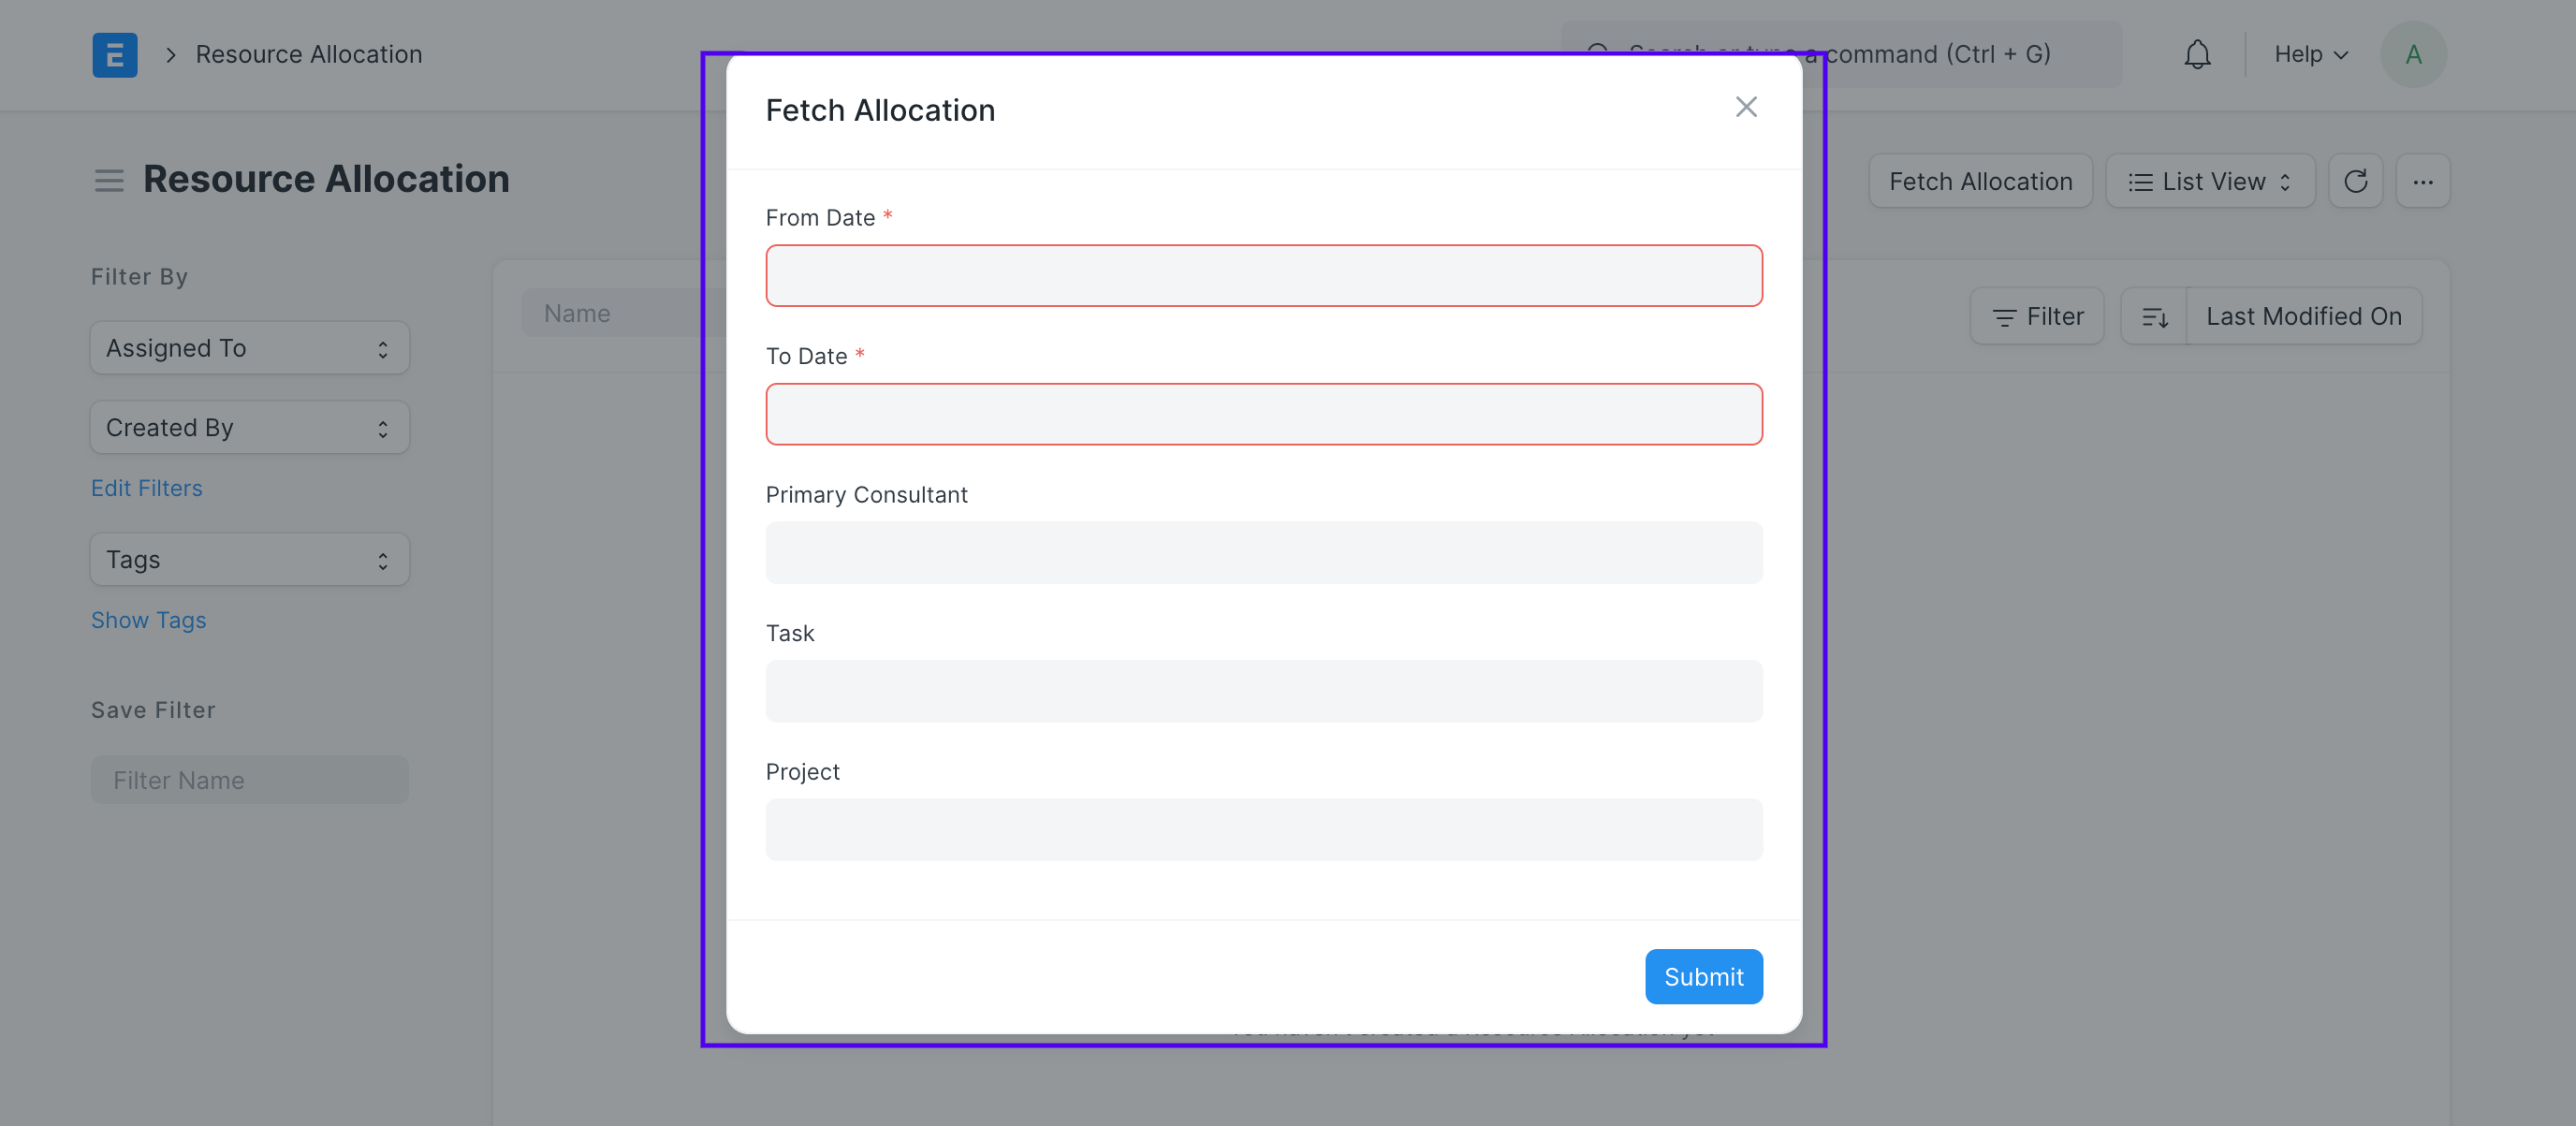 E
Resource Allocation
a command (Ctrl + G)
Help
A
Resource Allocation
Fetch Allocation
List View
Filter By
Assigned To
Created By
Edit Filters
Tags
Show Tags
Save Filter
Filter Name
Name
Filter
Last Modified On
Fetch Allocation
From Date *
To Date *
Primary Consultant
Task
Project
Submit